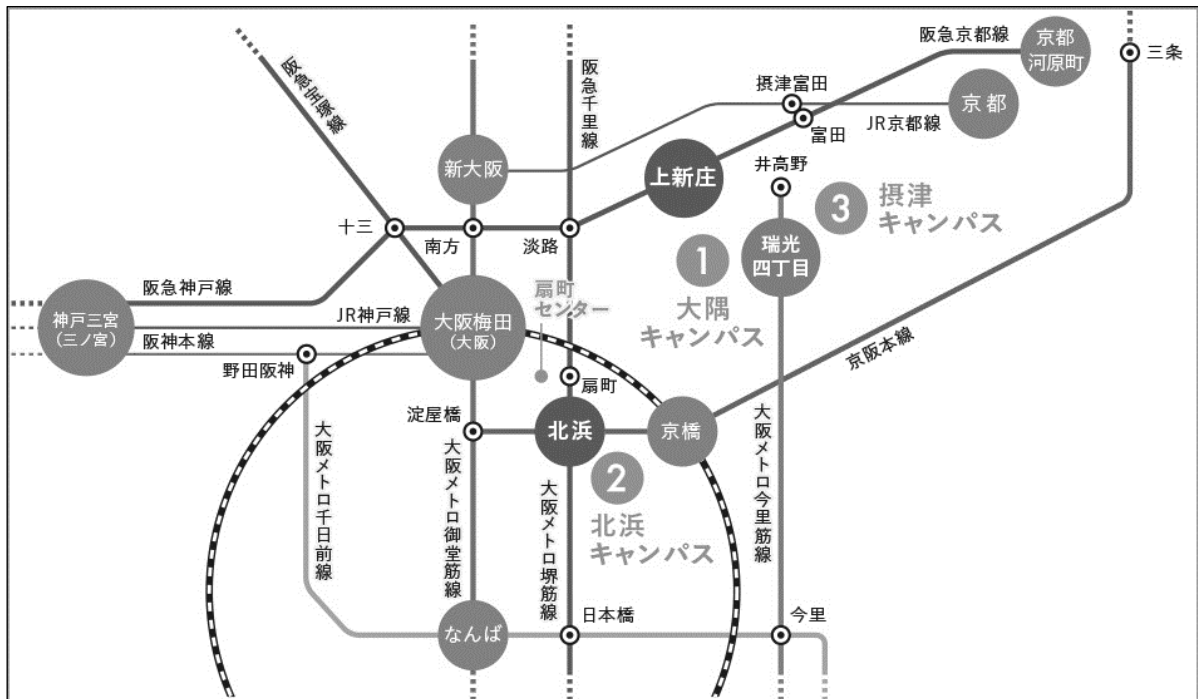 阪急京都線
京都
河原町
三条
阪急宝塚線
阪急千里線
摂津富田
京都
富田
JR京都線
新大阪
上新庄
井高野
3
摂津
キャンパス
十三
南方
淡路
1
瑞光
四丁目
大隅
キャンパス
阪急神戸線
扇町
センター
神戸三宮
(三ノ宮)
JR神戸線
大阪梅田
(大阪)
阪神本線
野田阪神
京阪本線
扇町
淀屋橋
北浜
京橋
2
北浜
キャンパス
大阪メトロ千日前線
大阪メトロ御堂筋線
大阪メトロ堺筋線
大阪メトロ今里筋線
なんば
日本橋
今里